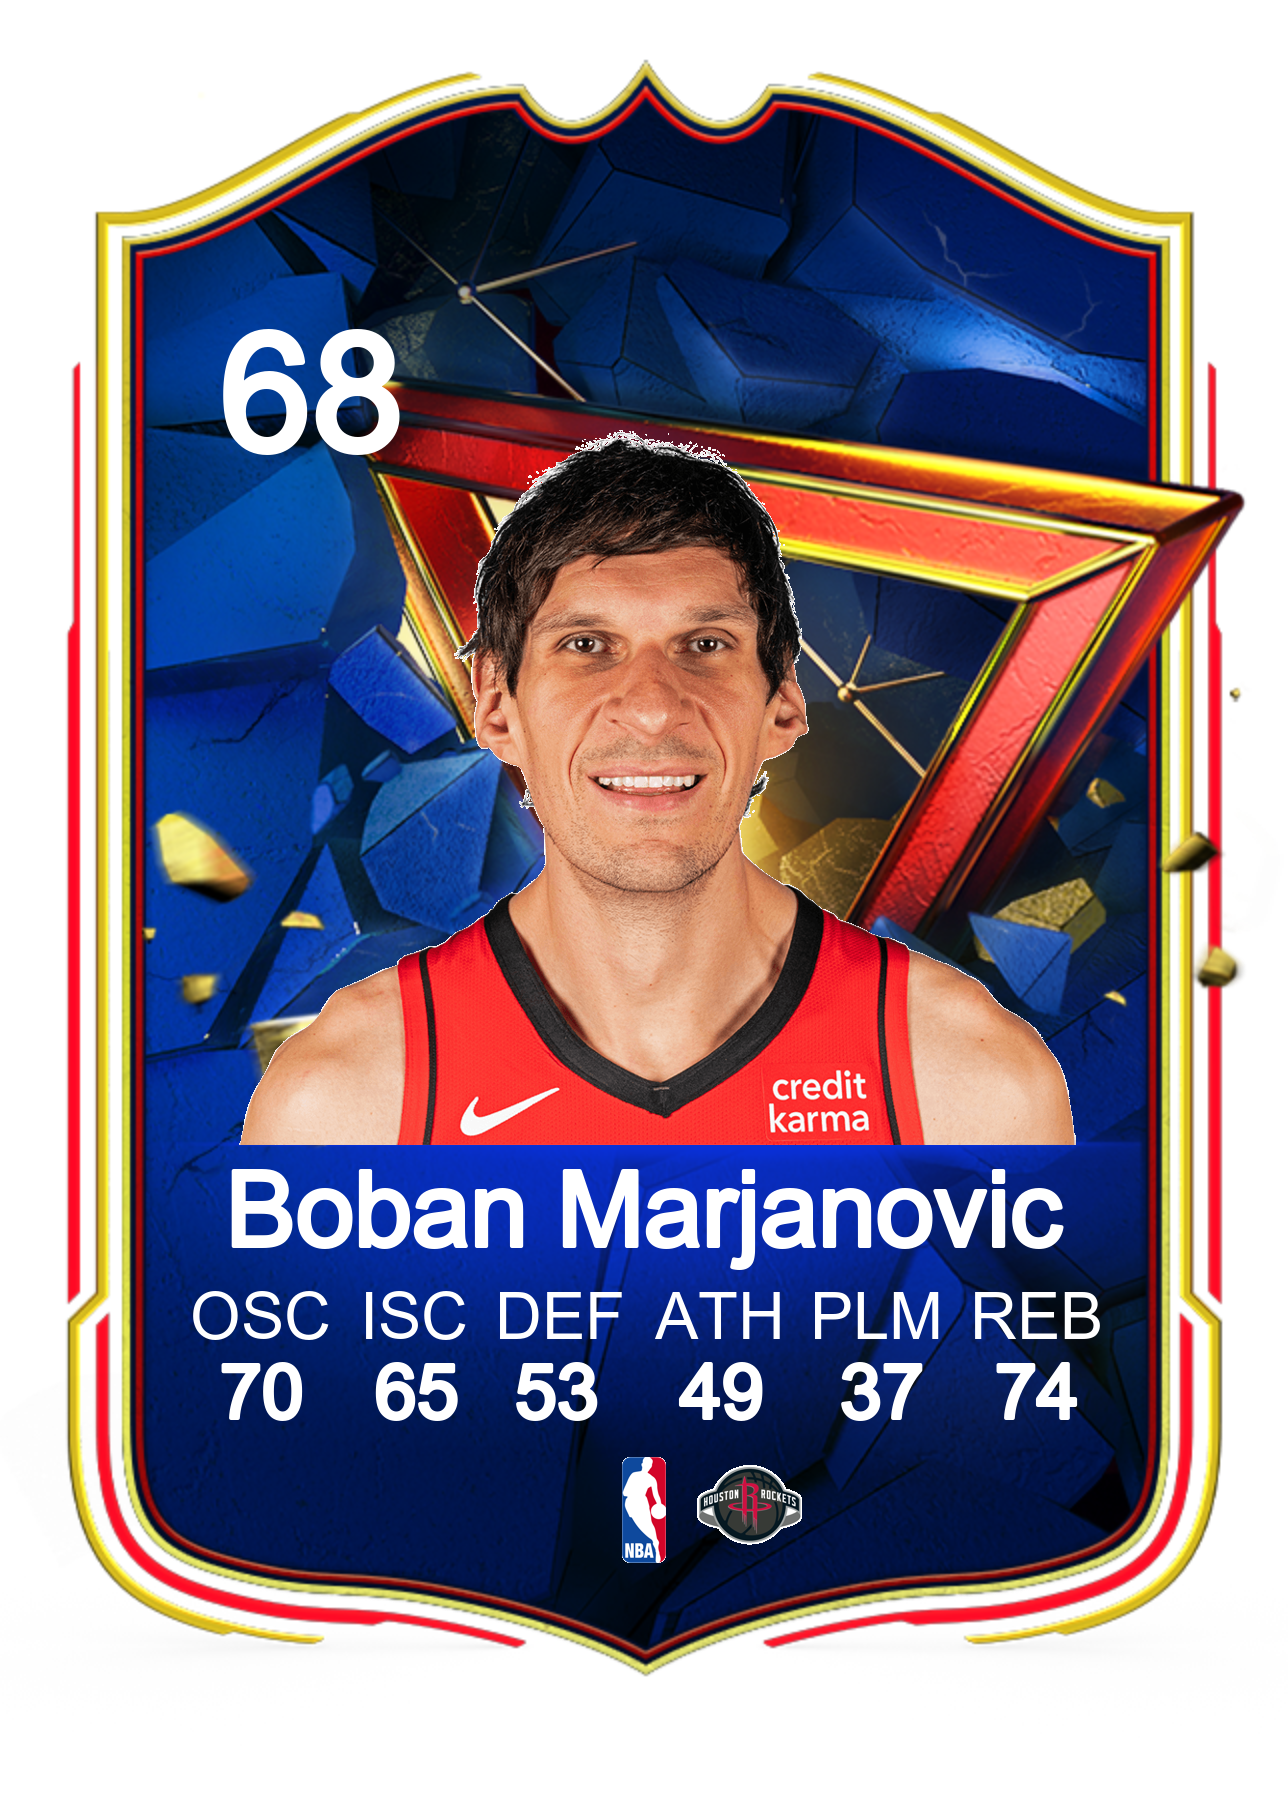 68
credit
karma
Boban Marjanovic
OSC ISC DEF ATH PLM REB
70 65 53 49 37 74
NBA
HOUSTON R ROCKETS